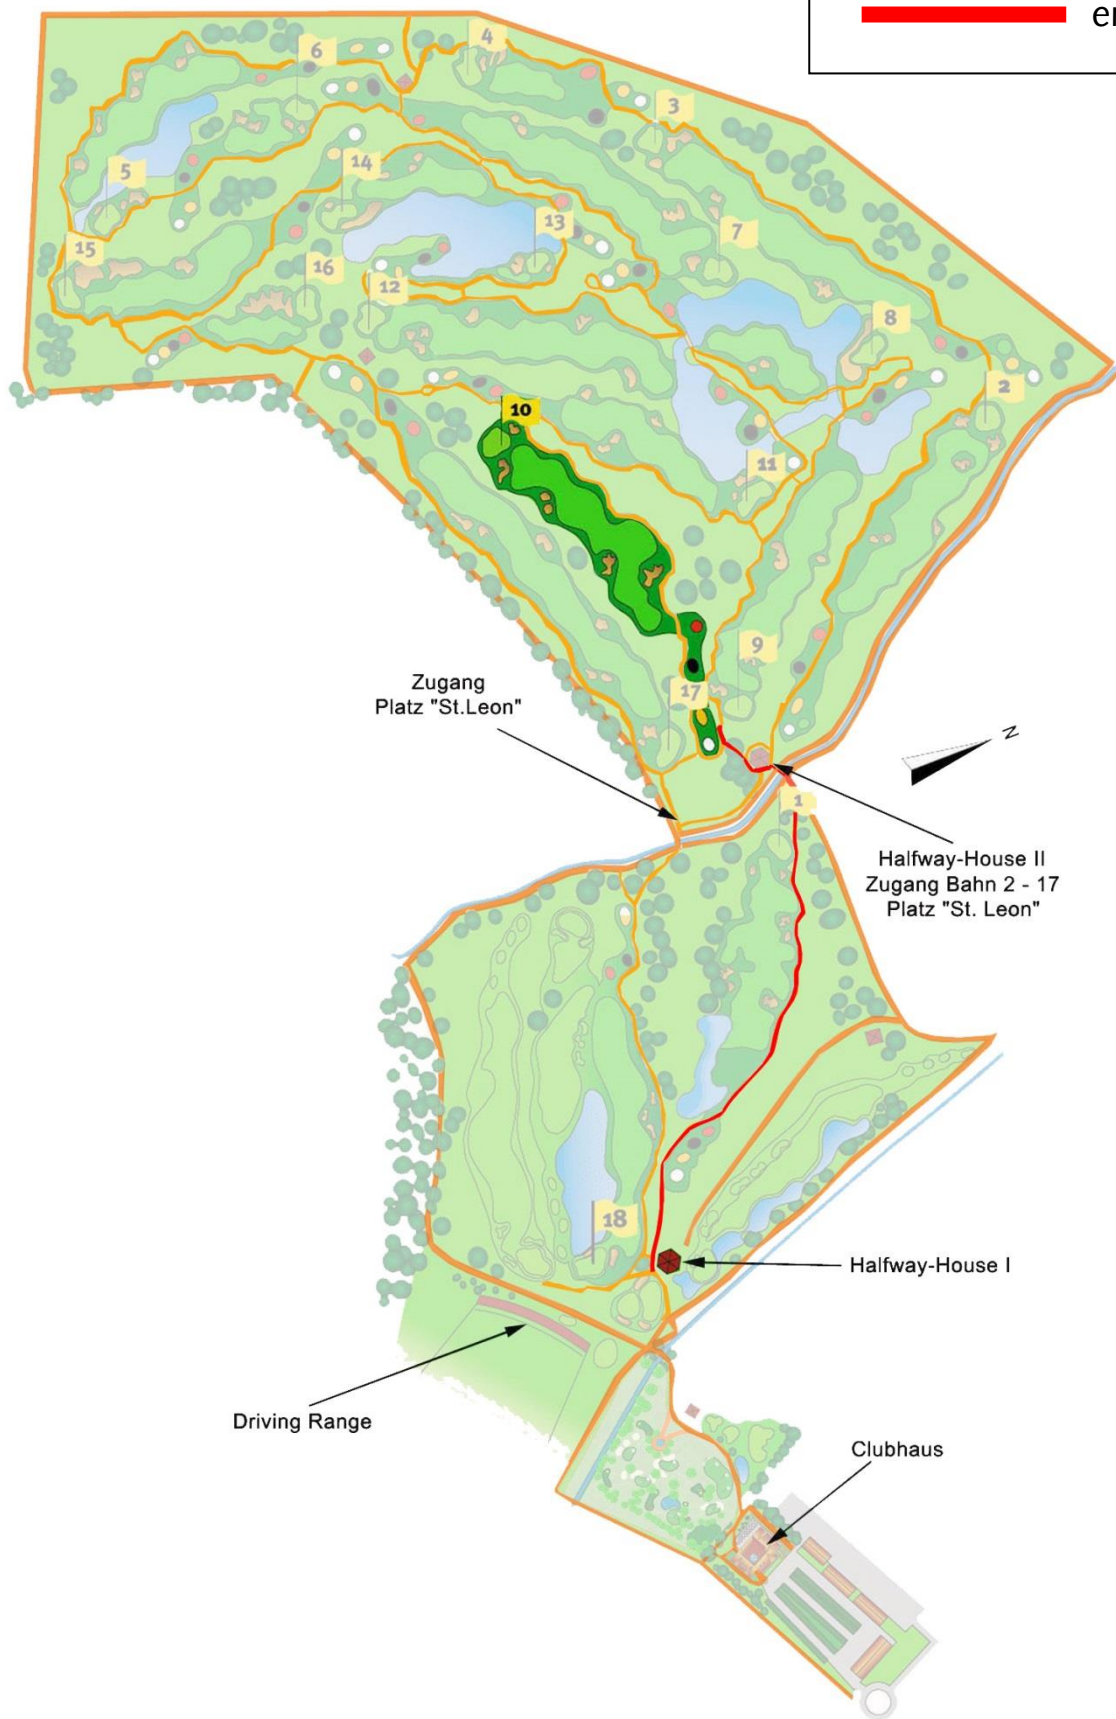 er
4
6
3
14
5
13
7
15
16
12
8
2
10
11
9
Zugang
Platz "St.Leon"
17
N
1
Halfway-House II
Zugang Bahn 2 - 17
Platz "St. Leon"
18
Halfway-House I
Driving Range
Clubhaus